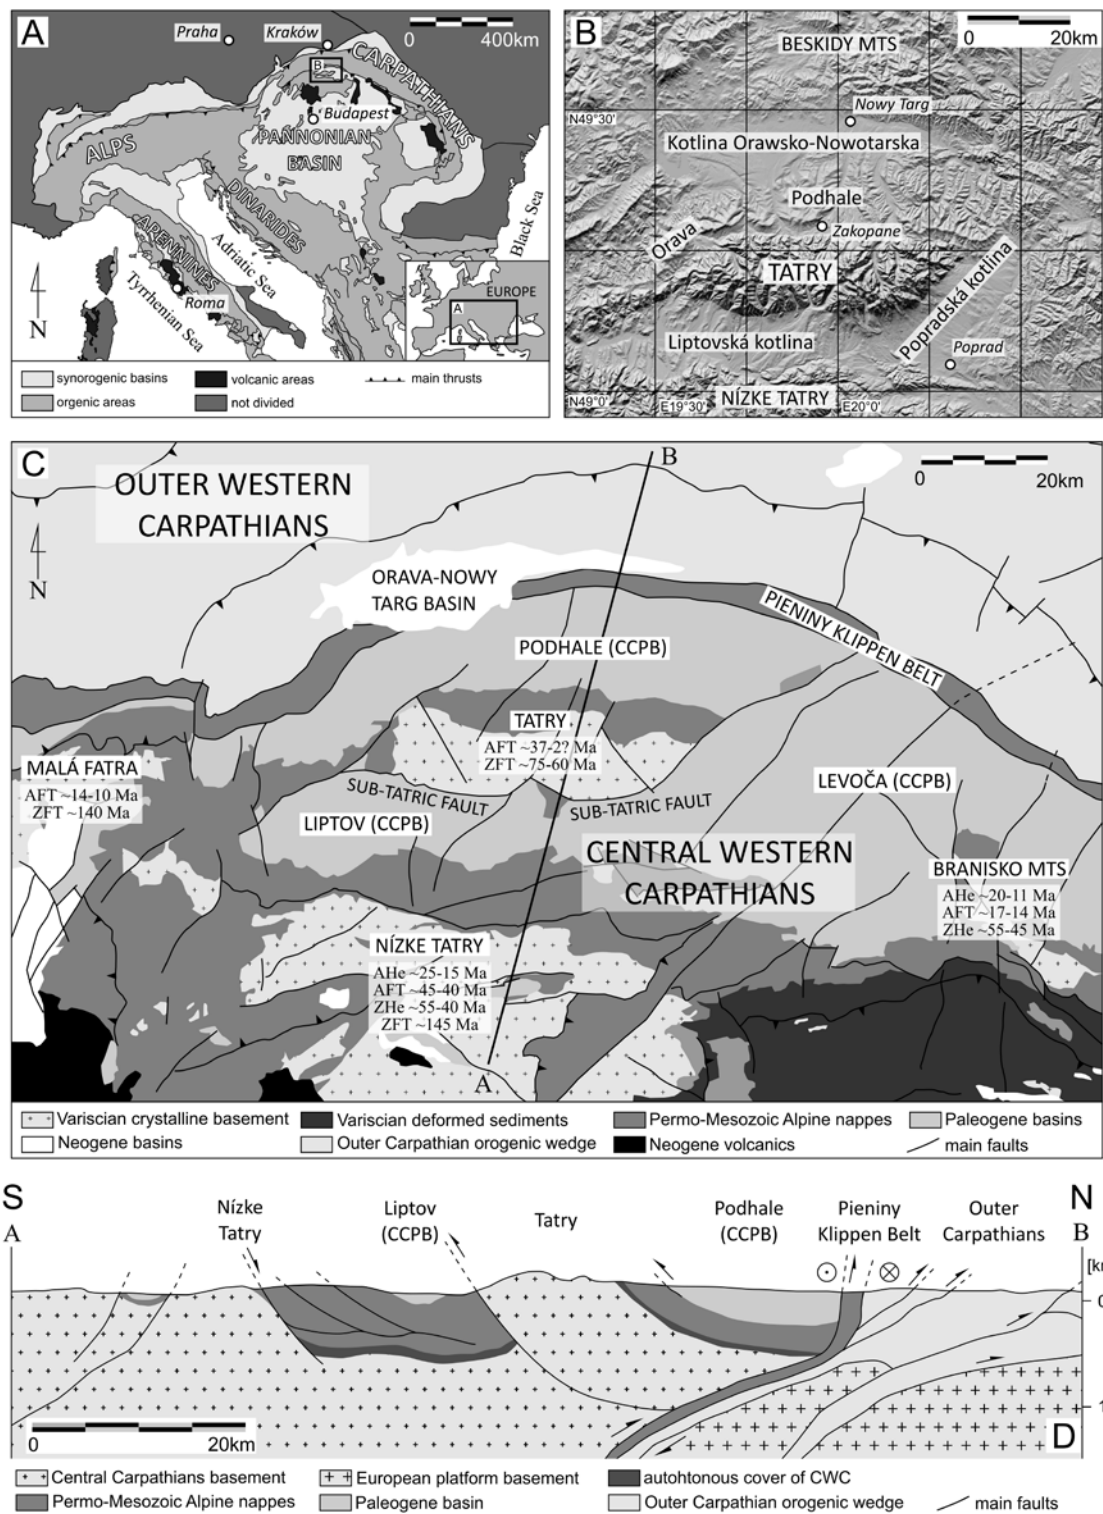 A
Praha
Kraków
0 400km
CARPATHIANS
B
Budapest
PANNONIAN
BASIN
ALPS
DINARIDES
ARENNINES
Adriatic Sea
Black Sea
Roma
Tyrrhenian Sea
N
EUROPE
A
synorogenic basins
volcanic areas
main thrusts
orgenic areas
not divided
B
0 20km
BESKIDY MTS
Nowy Targ
N49°30'
Kotlina Orawsko-Nowotarska
Podhale
Zakopane
Orava
TATRY
Popradská kotlina
Liptovská kotlina
Poprad
N49°0'
E19°30'
NÍZKE TATRY
E20°0'
C
OUTER WESTERN
CARPATHIANS
B
0 20km
N
ORAVA-NOWY
TARG BASIN
PIENINY KLIPPEN BELT
PODHALE (CCPB)
TATRY
AFT ~37-2? Ma
ZFT ~75-60 Ma
MALÁ FATRA
AFT ~14-10 Ma
ZFT ~140 Ma
SUB-TATRIC FAULT
SUB-TATRIC FAULT
LEVOČA (CCPB)
LIPTOV (CCPB)
CENTRAL WESTERN
CARPATHIANS
BRANISKO MTS
AHe ~20-11 Ma
AFT ~17-14 Ma
ZHe ~55-45 Ma
NÍZKE TATRY
AHe ~25-15 Ma
AFT ~45-40 Ma
ZHe ~55-40 Ma
ZFT ~145 Ma
A
Variscian crystalline basement
Variscian deformed sediments
Permo-Mesozoic Alpine nappes
Paleogene basins
Neogene basins
Outer Carpathian orogenic wedge
Neogene volcanics
main faults
S
N
A
Nízke
Tatry
Liptov
(CCPB)
Tatry
Podhale
(CCPB)
Pieniny
Klippen Belt
Outer
Carpathians
B
0
1
0 20km
D
Central Carpathians basement
European platform basement
autohtonous cover of CWC
Permo-Mesozoic Alpine nappes
Paleogene basin
Outer Carpathian orogenic wedge
main faults